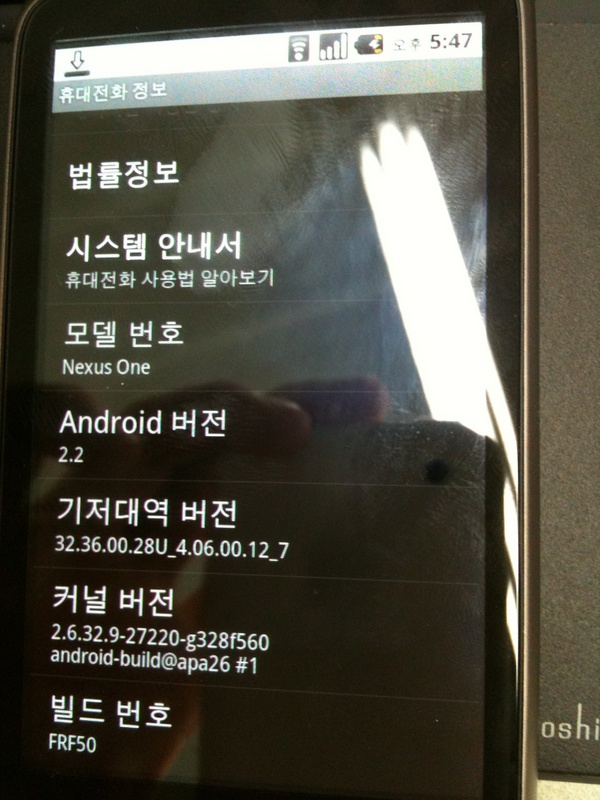 오후 5:47
휴대전화 정보
법률정보
시스템 안내서
휴대전화 사용법 알아보기
모델 번호
Nexus One
Android 버전
2.2
기저대역 버전
32.36.00.28U_4.06.00.12_7
커널 버전
2.6.32.9-27220-g328f560
android-build@apa26 #1
빌드 번호
FRF50
oshi